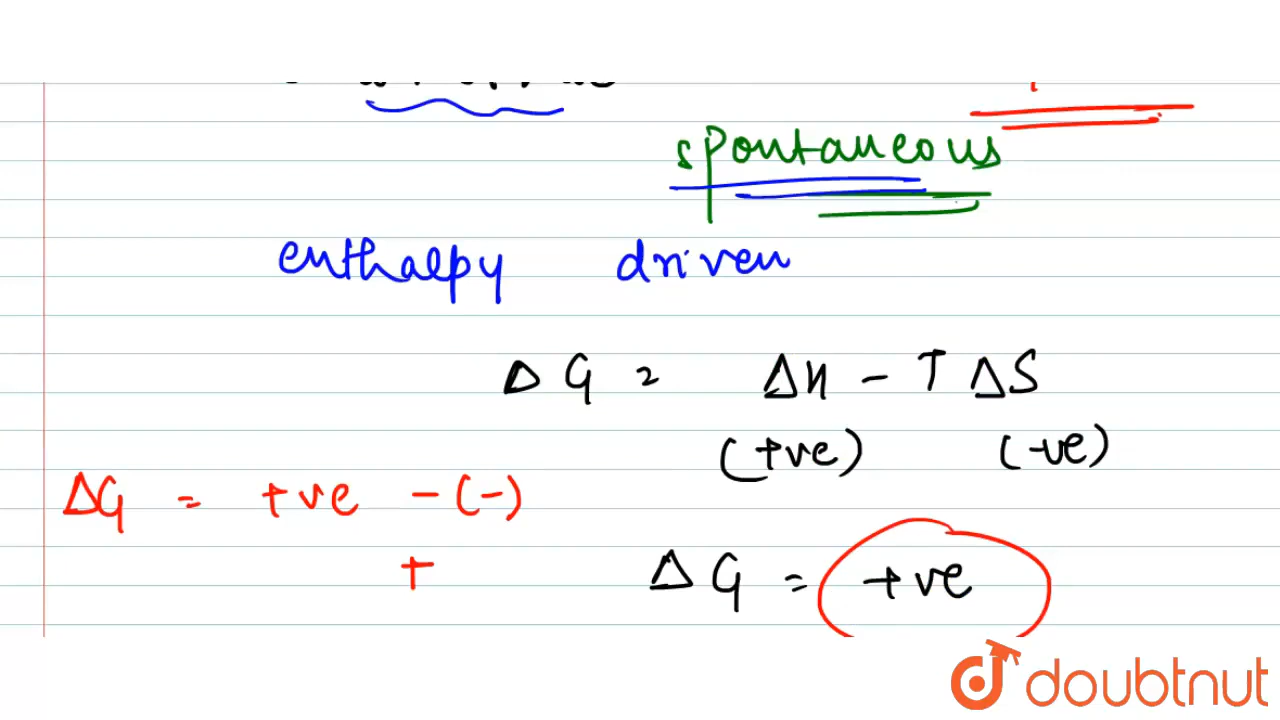 spontaneous
enthalpy driven
ΔG = ΔH - TΔS
(+ve) (-ve)
ΔG = +ve -(-)
+ ΔG = +ve
doubtnut